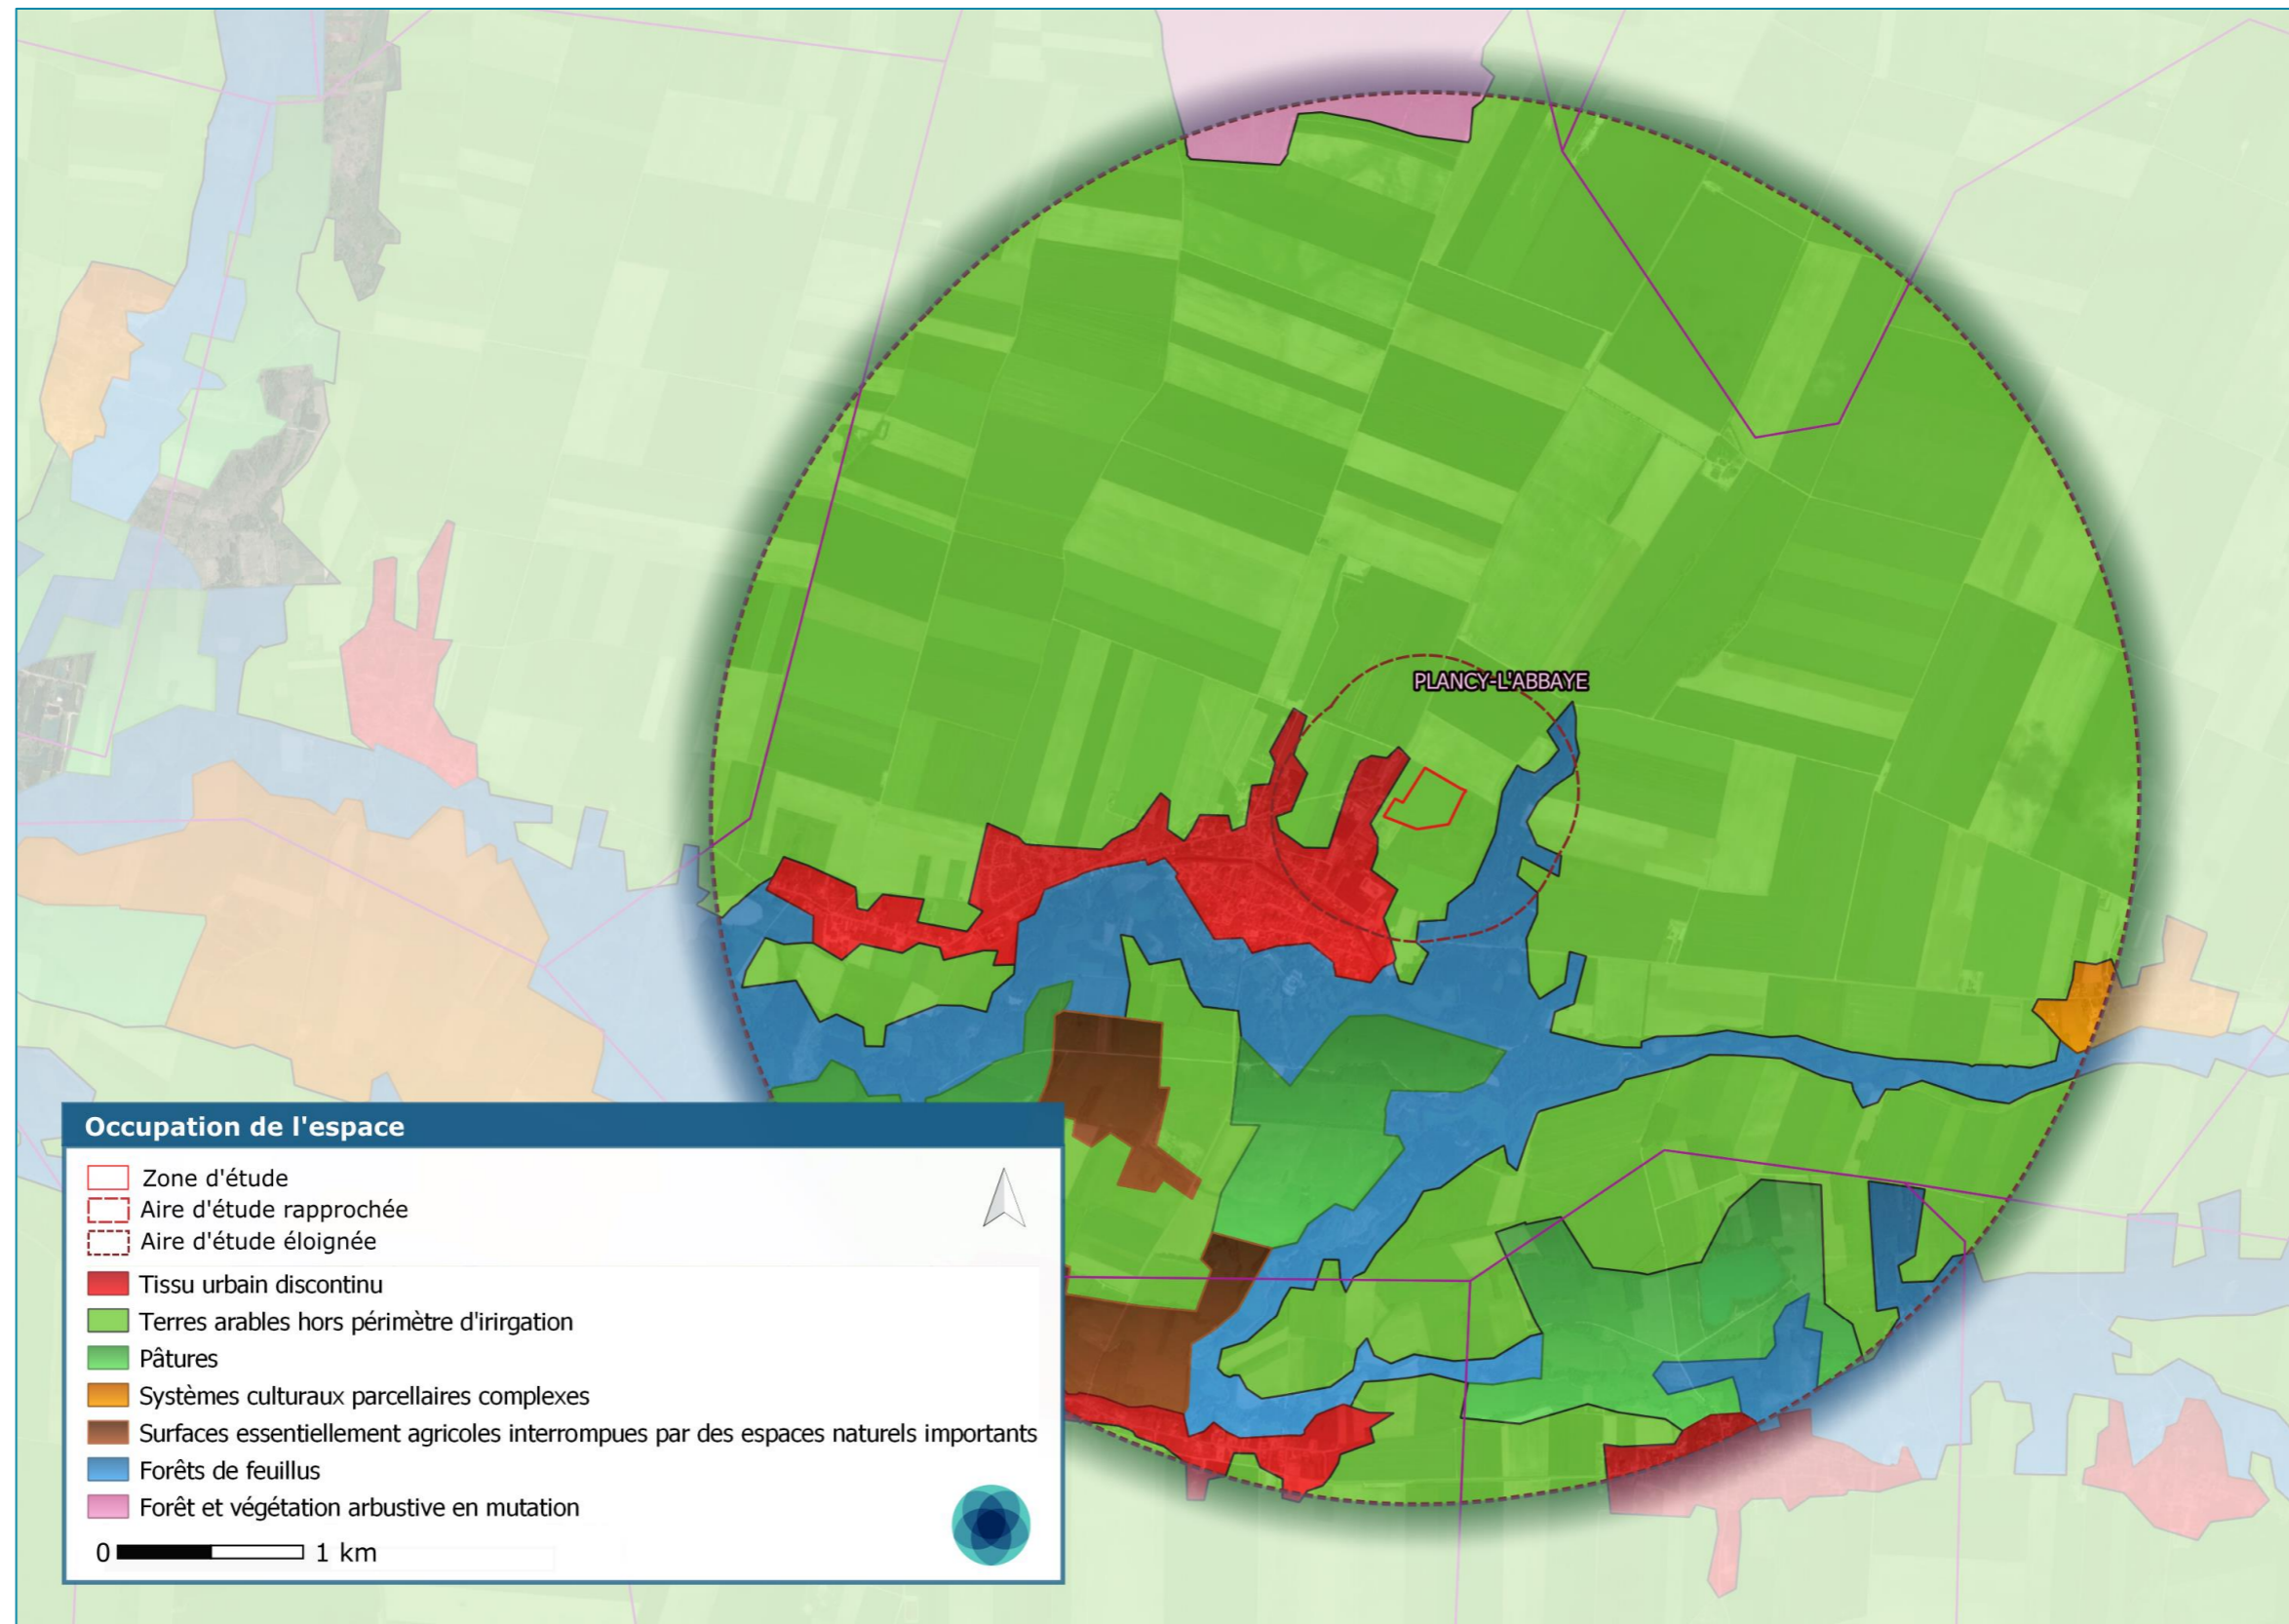 PLANCY-L'ABBAYE
Occupation de l'espace
Zone d'étude
Aire d'étude rapprochée
Aire d'étude éloignée
Tissu urbain discontinu
Terres arables hors périmètre d'irirgation
Pâtures
Systèmes culturaux parcellaires complexes
Surfaces essentiellement agricoles interrompues par des espaces naturels importants
Forêts de feuillus
Forêt et végétation arbustive en mutation
0 1 km